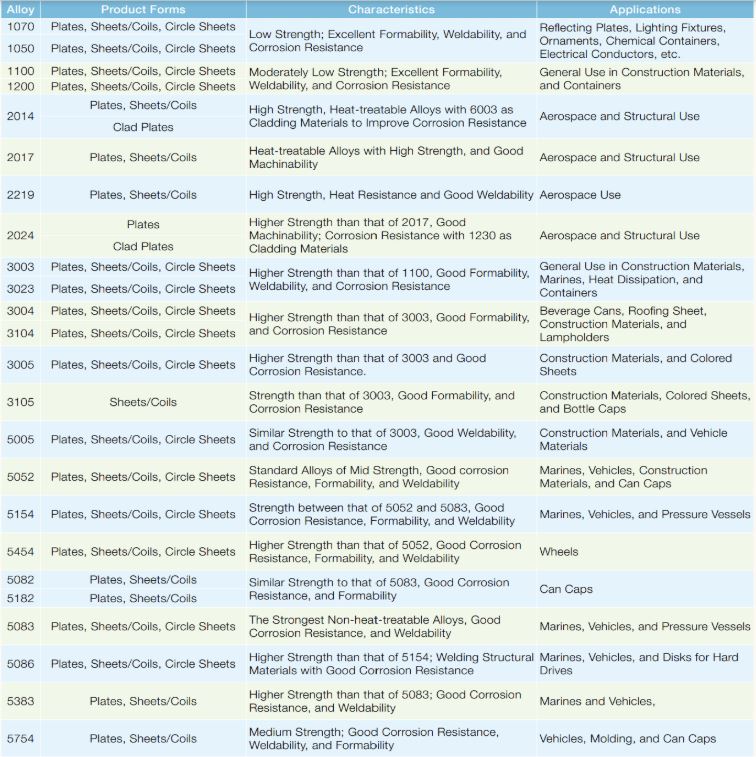 Alloy Product Forms Characteristics Applications
1070 Plates, Sheets/Coils, Circle Sheets
1050 Plates, Sheets/Coils, Circle Sheets
Low Strength; Excellent Formability, Weldability, and
Corrosion Resistance
Reflecting Plates, Lighting Fixtures,
Ornaments, Chemical Containers,
Electrical Conductors, etc.
1100 Plates, Sheets/Coils, Circle Sheets
1200 Plates, Sheets/Coils, Circle Sheets
Moderately Low Strength; Excellent Formability,
Weldability, and Corrosion Resistance
General Use in Construction Materials,
and Containers
2014
Plates, Sheets/Coils
Clad Plates
High Strength, Heat-treatable Alloys with 6003 as
Cladding Materials to Improve Corrosion Resistance
Aerospace and Structural Use
2017
Plates, Sheets/Coils
Heat-treatable Alloys with High Strength, and Good
Machinability
Aerospace and Structural Use
2219 Plates, Sheets/Coils High Strength, Heat Resistance and Good Weldability Aerospace Use
2024
Plates
Clad Plates
Higher Strength than that of 2017, Good
Machinability; Corrosion Resistance with 1230 as
Cladding Materials
Aerospace and Structural Use
3003 Plates, Sheets/Coils, Circle Sheets
3023 Plates, Sheets/Coils, Circle Sheets
Higher Strength than that of 1100, Good Formability,
Weldability, and Corrosion Resistance
General Use in Construction Materials,
Marines, Heat Dissipation, and
Containers
3004 Plates, Sheets/Coils, Circle Sheets
3104 Plates, Sheets/Coils, Circle Sheets
Higher Strength than that of 3003, Good Formability,
and Corrosion Resistance
Beverage Cans, Roofing Sheet,
Construction Materials, and
Lampholders
3005 Plates, Sheets/Coils, Circle Sheets
Higher Strength than that of 3003 and Good
Corrosion Resistance.
Construction Materials, and Colored
Sheets
3105 Sheets/Coils
Strength than that of 3003, Good Formability, and
Corrosion Resistance
Construction Materials, Colored Sheets,
and Bottle Caps
5005 Plates, Sheets/Coils, Circle Sheets
Similar Strength to that of 3003, Good Weldability,
and Corrosion Resistance
Construction Materials, and Vehicle
Materials
5052 Plates, Sheets/Coils, Circle Sheets
Standard Alloys of Mid Strength, Good corrosion
Resistance, Formability, and Weldability
Marines, Vehicles, Construction
Materials, and Can Caps
5154 Plates, Sheets/Coils, Circle Sheets
Strength between that of 5052 and 5083, Good
Corrosion Resistance, Formability, and Weldability
Marines, Vehicles, and Pressure Vessels
5454 Plates, Sheets/Coils, Circle Sheets
Higher Strength than that of 5052, Good Corrosion
Resistance, Formability, and Weldability
Wheels
5082 Plates, Sheets/Coils
5182 Plates, Sheets/Coils
Similar Strength to that of 5083, Good Corrosion
Resistance, and Formability
Can Caps
5083 Plates, Sheets/Coils, Circle Sheets
The Strongest Non-heat-treatable Alloys, Good
Corrosion Resistance, and Weldability
Marines, Vehicles, and Pressure Vessels
5086 Plates, Sheets/Coils, Circle Sheets
Higher Strength than that of 5154; Welding Structural
Materials with Good Corrosion Resistance
Marines, Vehicles, and Disks for Hard
Drives
5383 Plates, Sheets/Coils
Higher Strength than that of 5083; Good Corrosion
Resistance, and Weldability
Marines and Vehicles,
5754 Plates, Sheets/Coils
Medium Strength; Good Corrosion Resistance,
Weldability, and Formability
Vehicles, Molding, and Can Caps